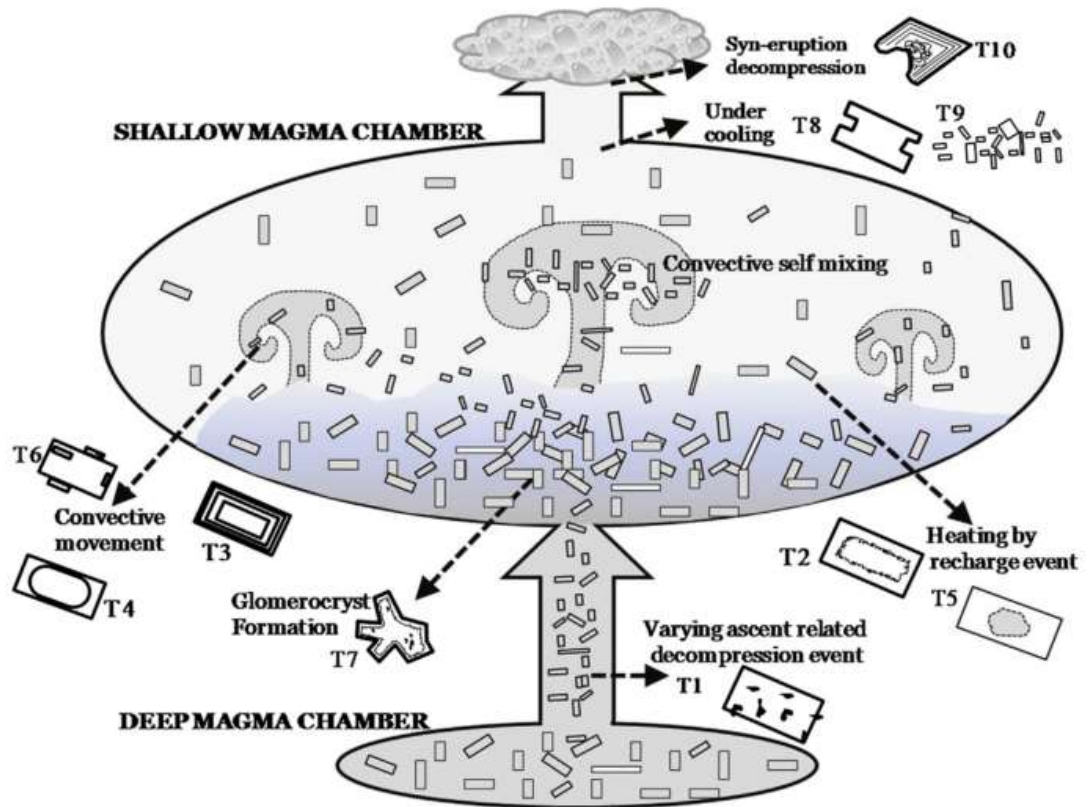 Syn-eruption
decompression
T10
SHALLOW MAGMA CHAMBER
Under
cooling
T8
T9
Convective self mixing
T6
Convective
movement
T3
T4
Glomerocryst
Formation
T7
T2
Heating by
recharge event
T5
Varying ascent related
decompression event
T1
DEEP MAGMA CHAMBER